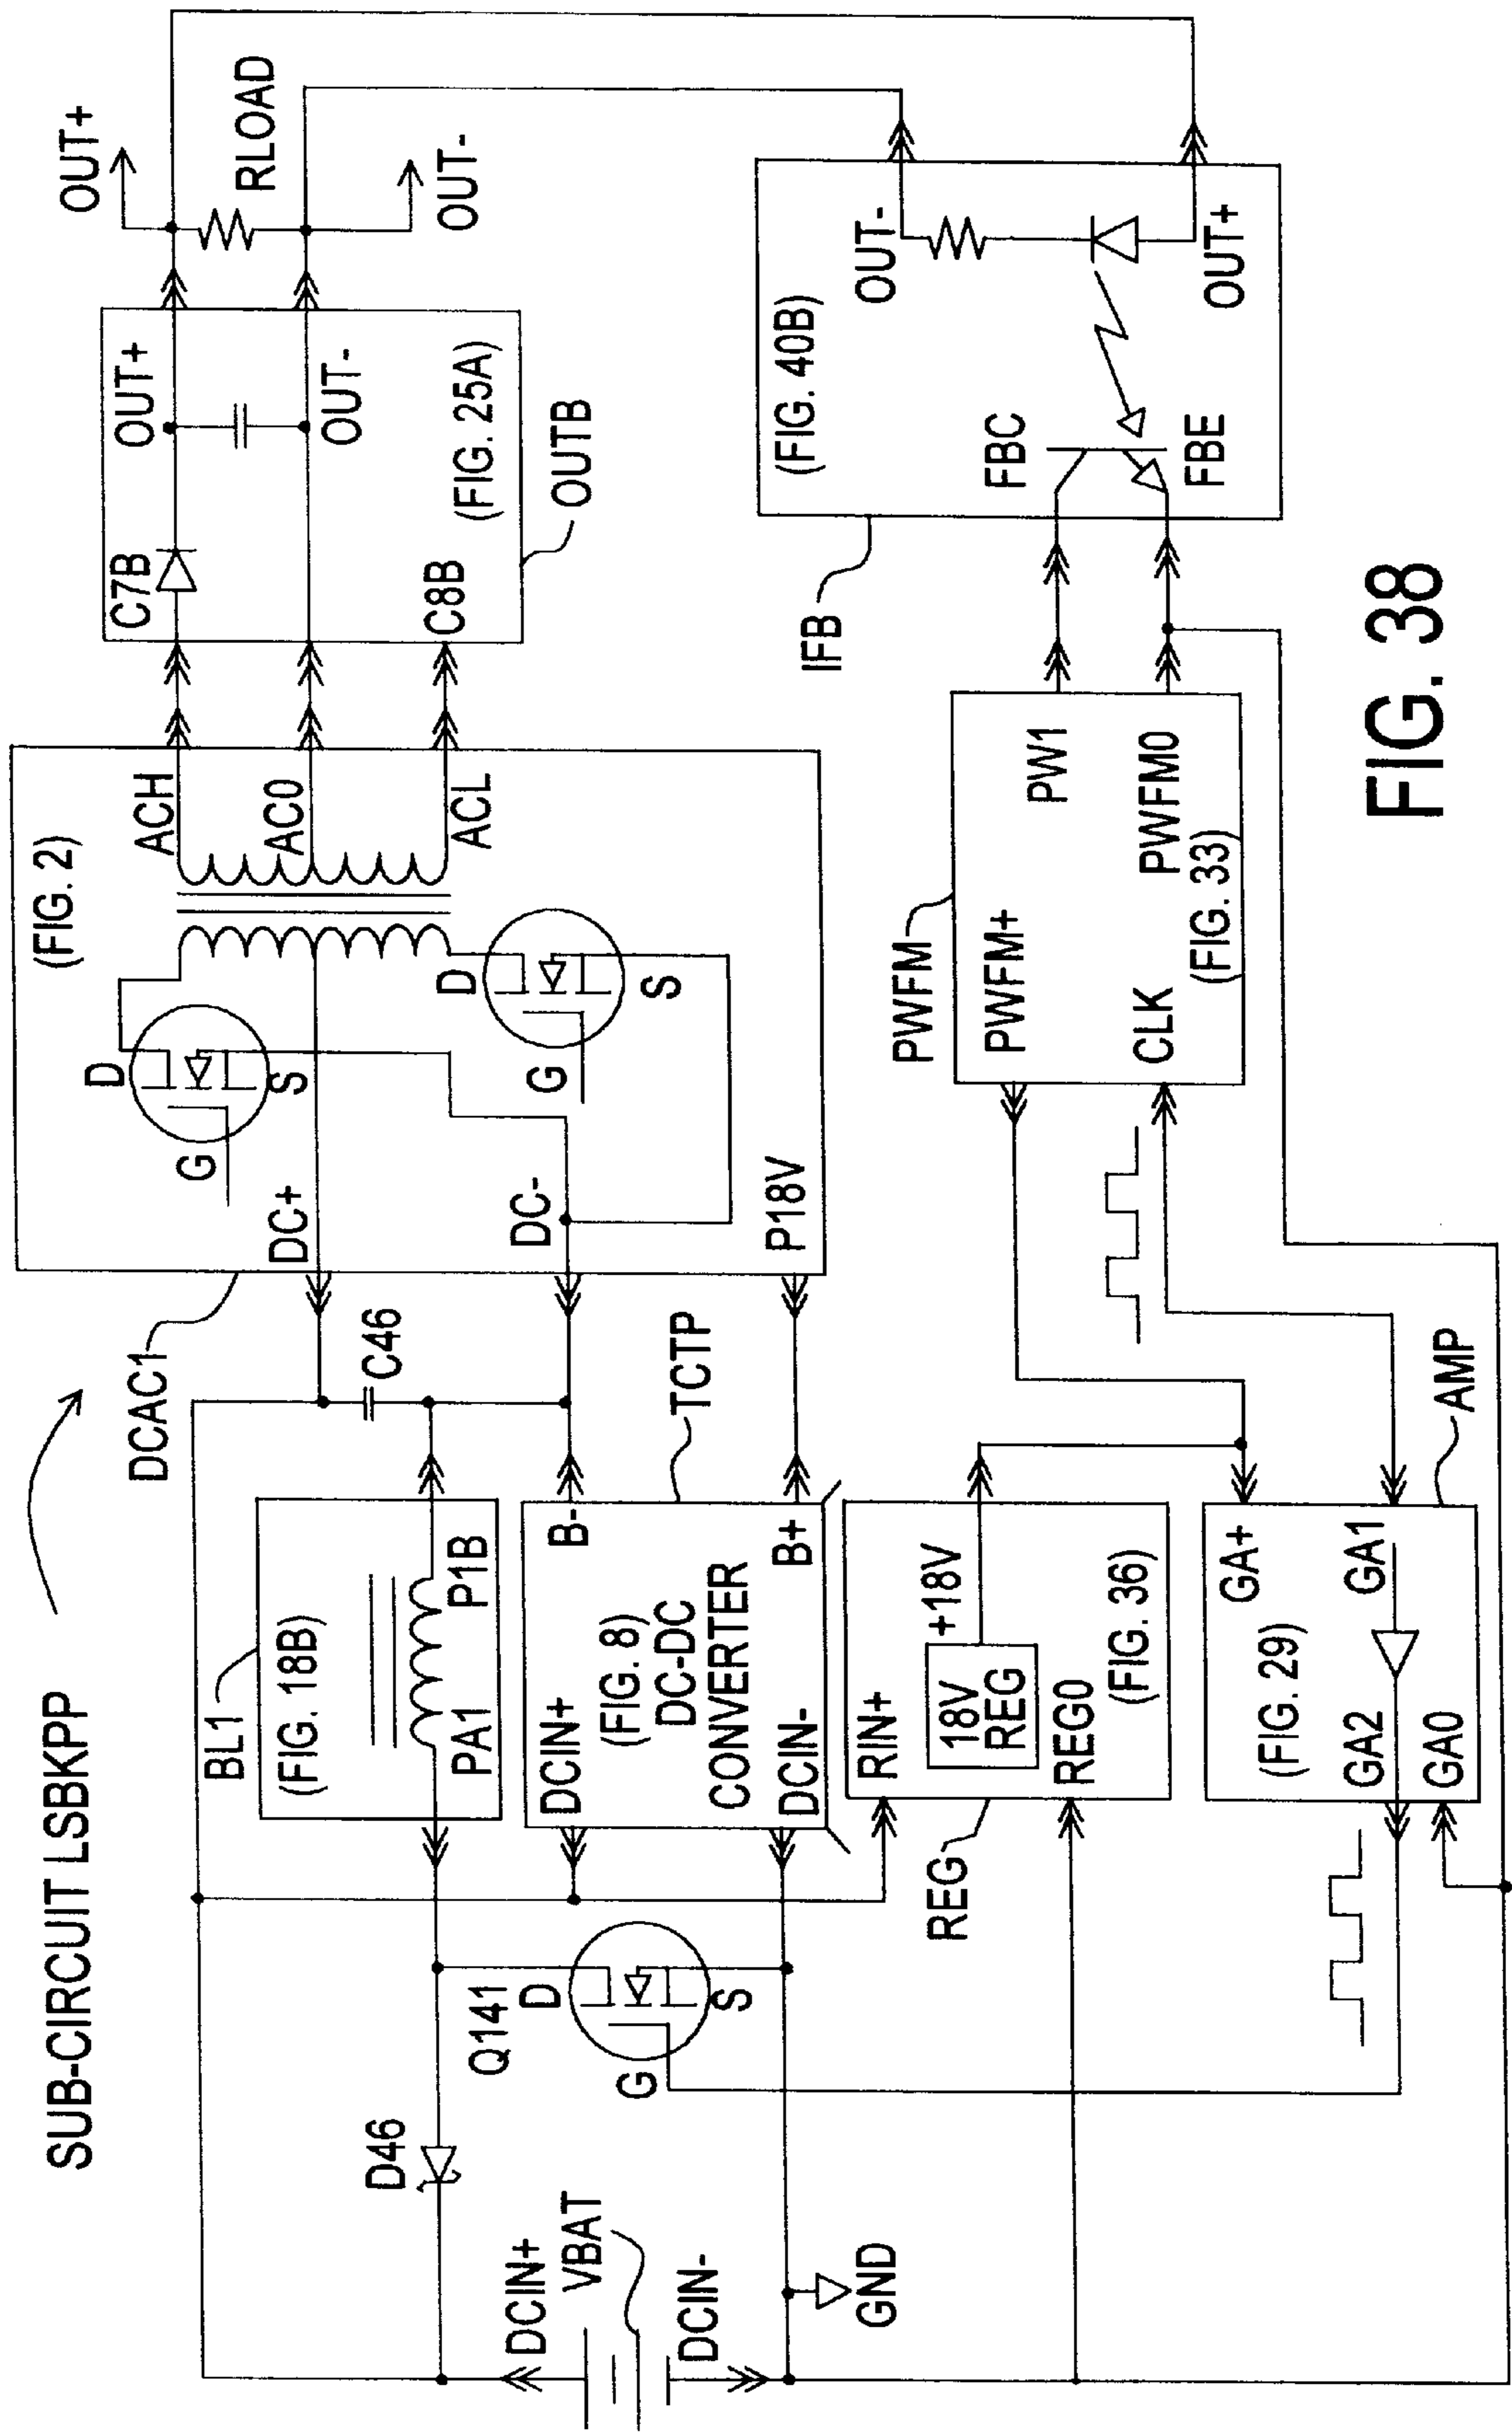 SUB-CIRCUIT LSBKPP
DCAC1
(FIG. 2)
ACH
AC0
ACL
D
G
S
D
G
S
DC+
DC-
P18V
C7B
OUT+
OUT-
C8B
(FIG. 25A)
OUTB
OUT+
RLOAD
OUT-
BL1
(FIG. 18B)
PA1
P1B
C46
D46
DCIN+
VBAT
DCIN-
GND
Q141
D
G
S
DCIN+
(FIG. 8)
DC-DC
CONVERTER
DCIN-
B-
B+
TCTP
REG
RIN+
18V
REG
+18V
REG0
(FIG. 36)
(FIG. 29)
GA+
GA2
GA1
GA0
AMP
PWFM
PWFM+
PW1
CLK
PWFM0
(FIG. 33)
IFB
(FIG. 40B)
OUT-
FBC
FBE
OUT+
FIG. 38